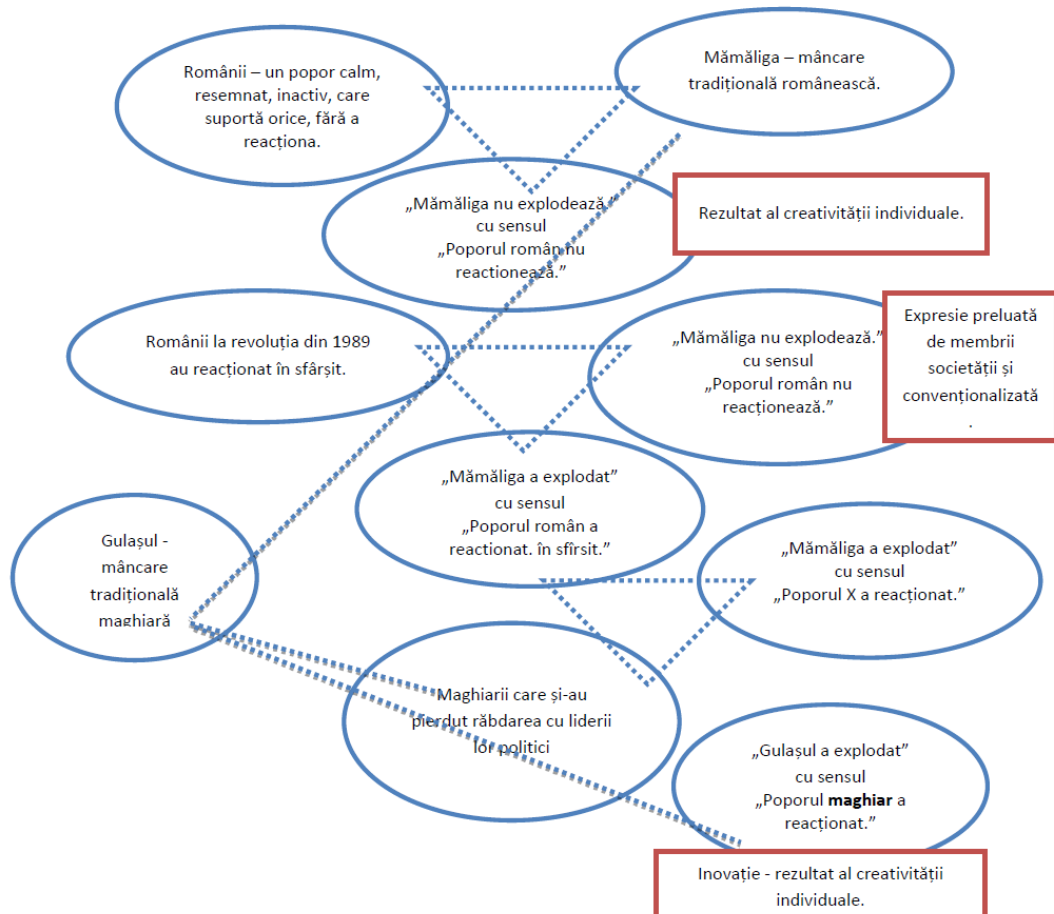 Românii – un popor calm,
resemnat, inactiv, care
suportă orice, fără a
reacționa.
Mămăliga – mâncare
tradițională românească.
„Mămăliga nu explodează.”
cu sensul
„Poporul român nu
reactionează.”
Rezultat al creativității individuale.
Românii la revoluția din 1989
au reacționat în sfârșit.
„Mămăliga nu explodează.”
cu sensul
„Poporul român nu
reacționează.”
Expresie preluată
de membrii
societății și
convenționalizată
.
„Mămăliga a explodat”
cu sensul
„Poporul român a
reactionat. în sfîrsit.”
Gulașul -
mâncare
tradițională
maghiară
„Mămăliga a explodat”
cu sensul
„Poporul X a reacționat.”
Maghiarii care și-au
pierdut răbdarea cu liderii
lor politici
„Gulașul a explodat”
cu sensul
„Poporul maghiar a
reacționat.”
Inovație - rezultat al creativității
individuale.